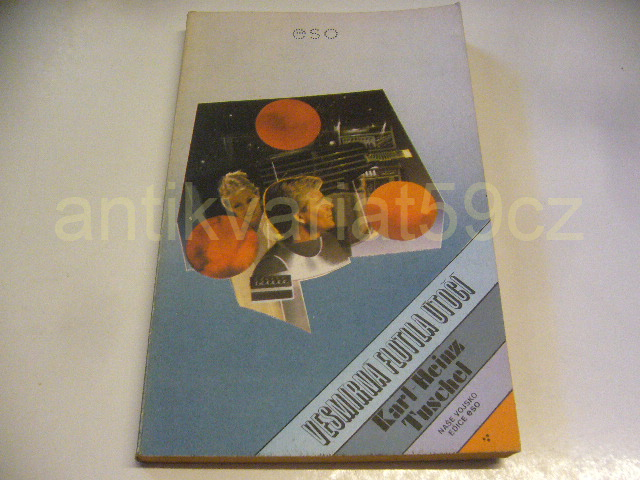 eso
antikvariat59cz
VESMÍRNÁ FLOTILA ÚTOČÍ
Karl-Heinz
Tuschel
NAŠE VOJSKO
EDICE eso